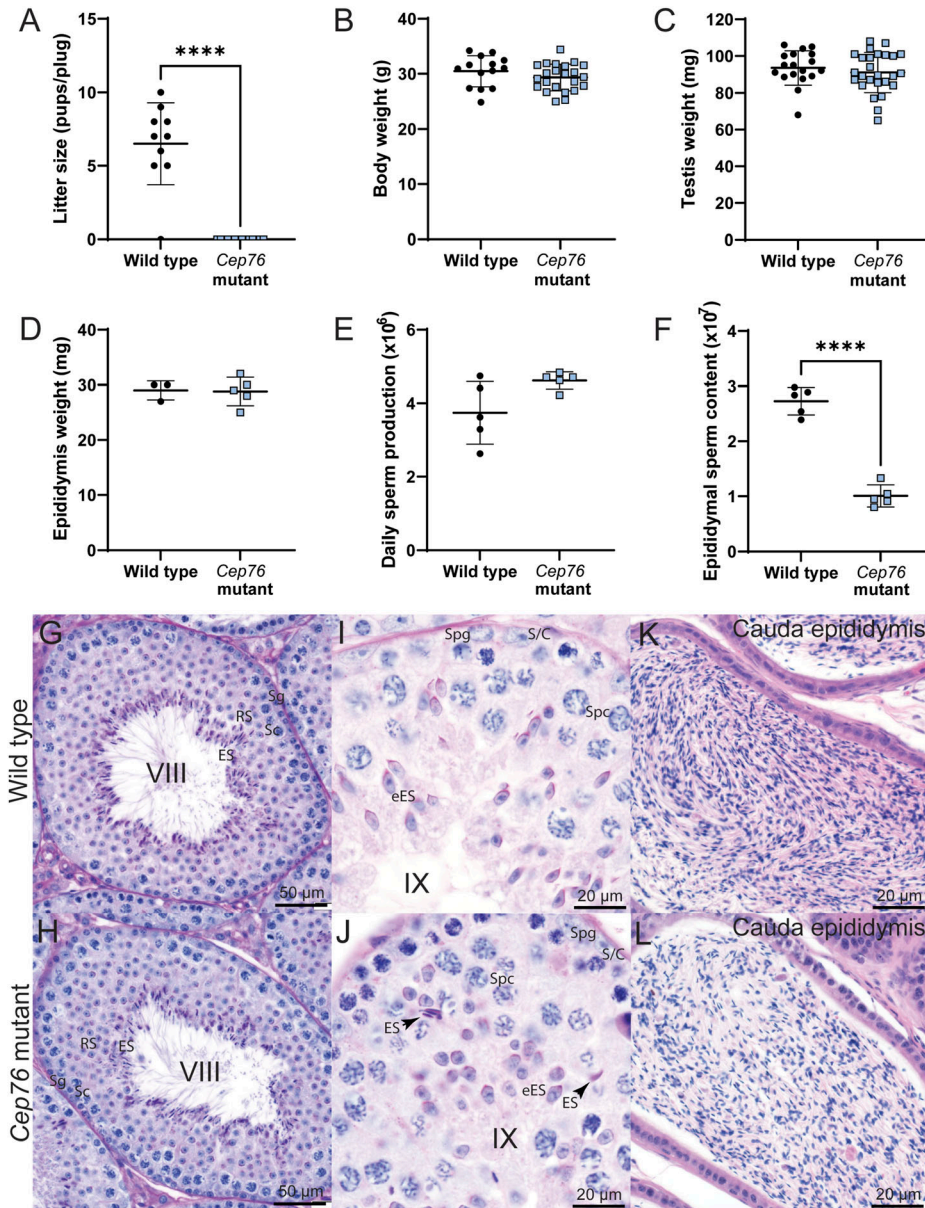 A
Litter size (pups/plug)
10
5
0
****
Wild type
Cep76
mutant
B
Body weight (g)
40
30
20
10
0
Wild type
Cep76
mutant
C
Testis weight (mg)
120
100
80
60
40
20
0
Wild type
Cep76
mutant
D
Epididymis weight (mg)
40
30
20
10
0
Wild type
Cep76
mutant
E
Daily sperm production (x10⁶)
6
4
2
0
Wild type
Cep76
mutant
F
Epididymal sperm content (x10⁷)
4
3
2
1
0
****
Wild type
Cep76
mutant
Wild type
G
Sg
RS
Sc
ES
VIII
50 µm
I
Spg
S/C
Spc
eES
IX
20 µm
K
Cauda epididymis
20 µm
Cep76 mutant
H
RS
ES
VIII
Sg
Sc
50 µm
J
Spg
S/C
Spc
ES
eES
ES
IX
20 µm
L
Cauda epididymis
20 µm